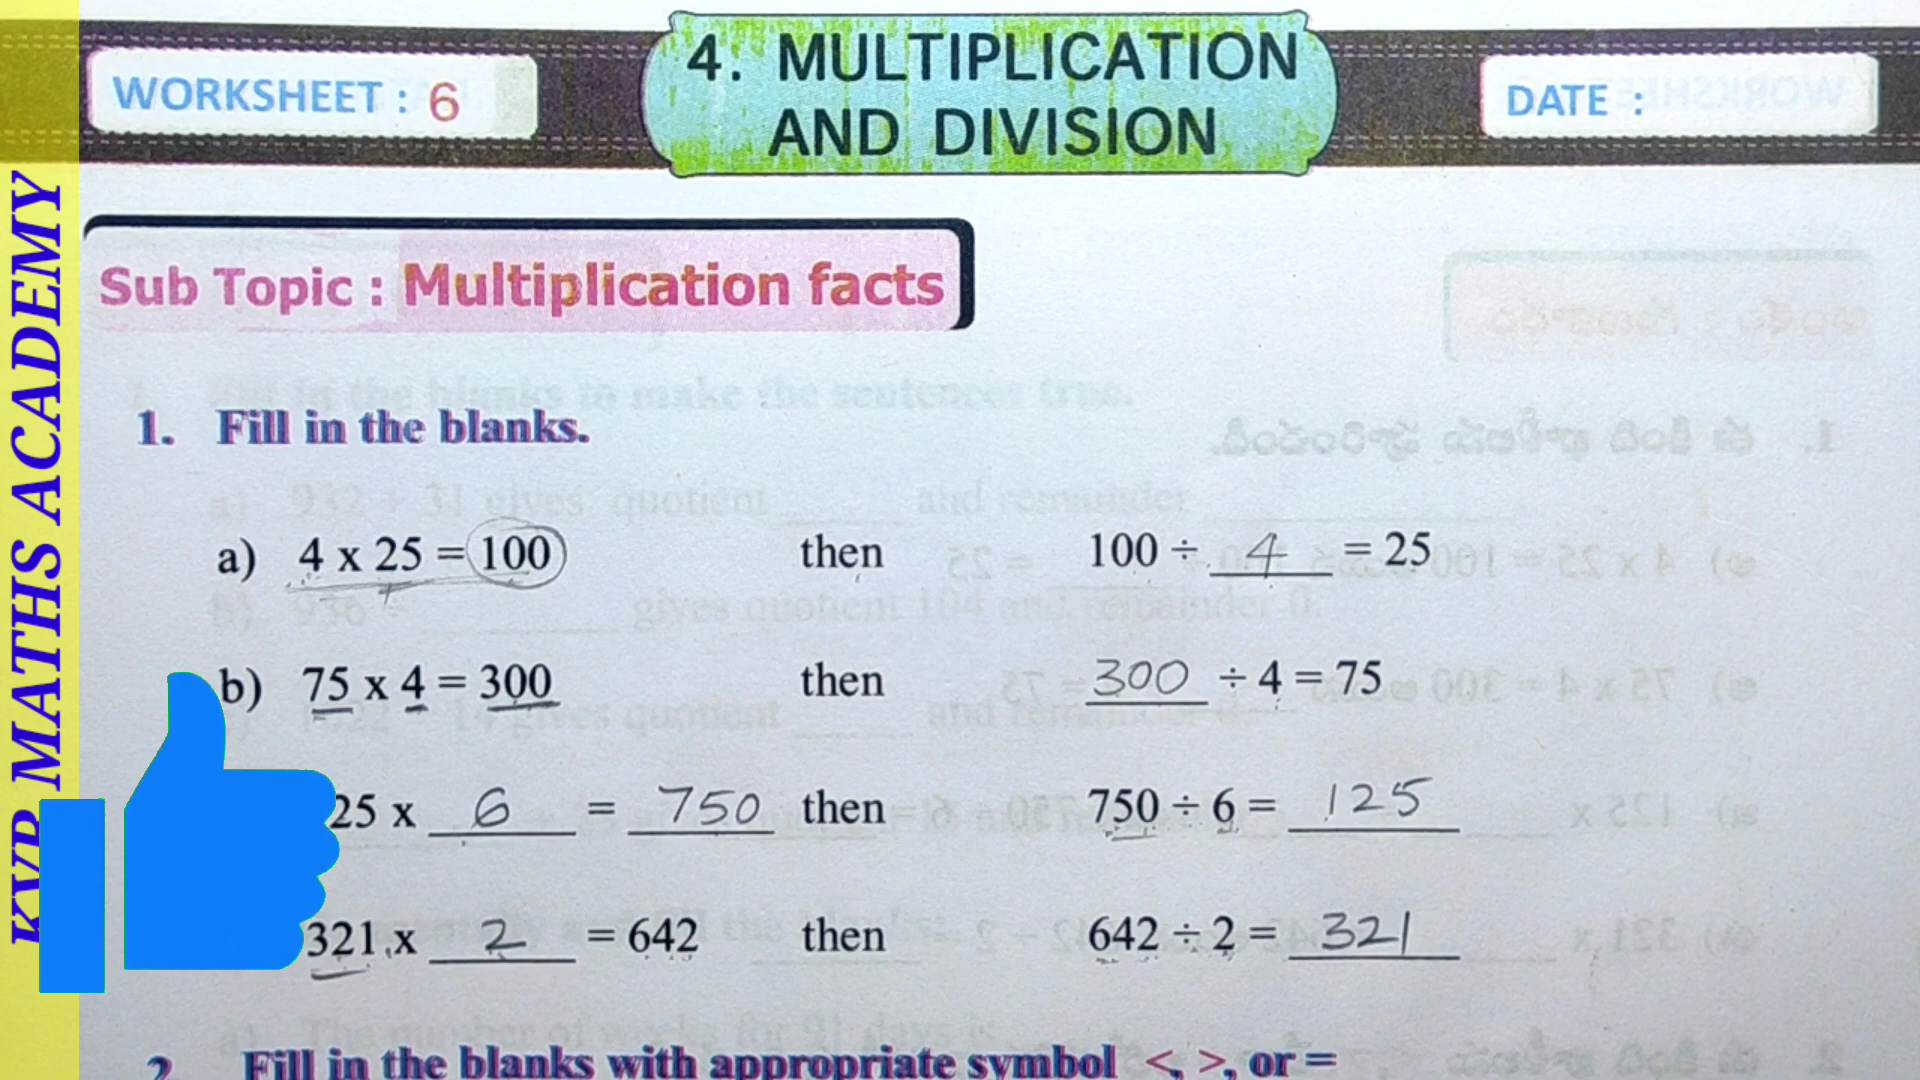 WORKSHEET : 6
4. MULTIPLICATION
AND DIVISION
DATE :
KVR MATHS ACADEMY
Sub Topic : Multiplication facts
1. Fill in the blanks.
a) 4 x 25 = 100 then 100 ÷ 4 = 25
b) 75 x 4 = 300 then 300 ÷ 4 = 75
25 x 6 = 750 then 750 ÷ 6 = 125
321 x 2 = 642 then 642 ÷ 2 = 321
2 Fill in the blanks with appropriate symbol <, >, or =